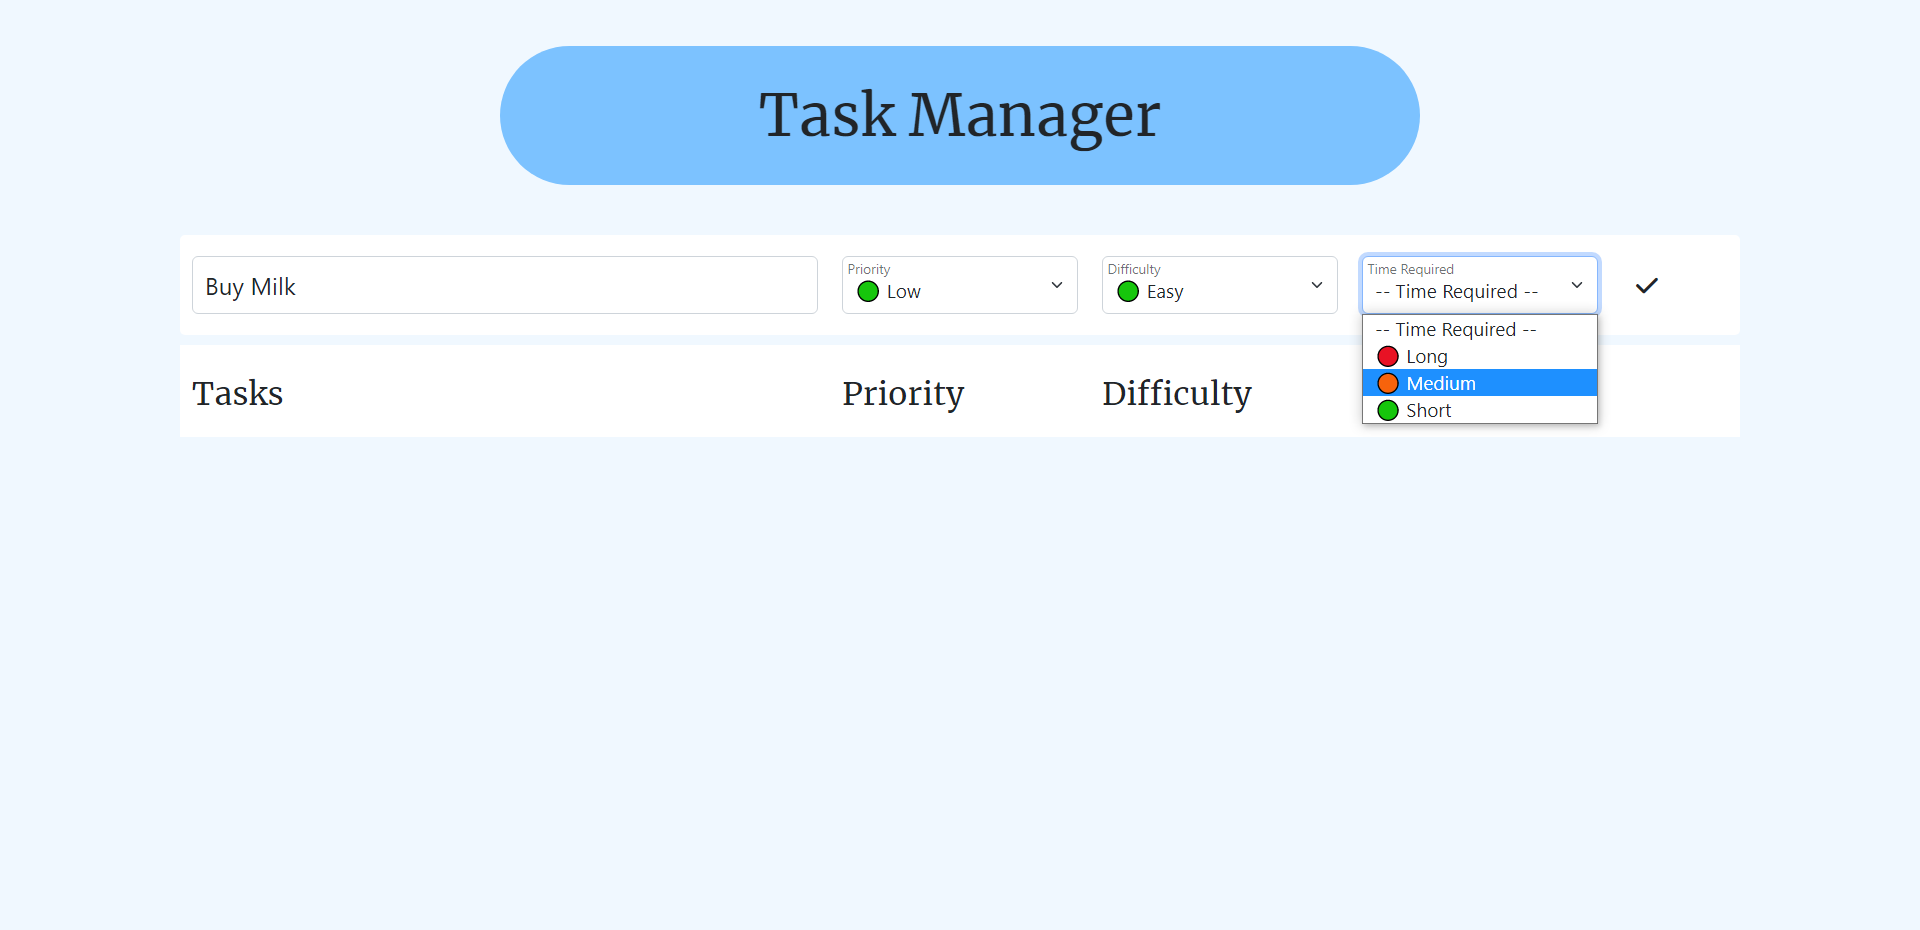 Task Manager
Buy Milk
Priority
Low
Difficulty
Easy
Time Required
-- Time Required --
-- Time Required --
Long
Medium
Short
Tasks
Priority
Difficulty